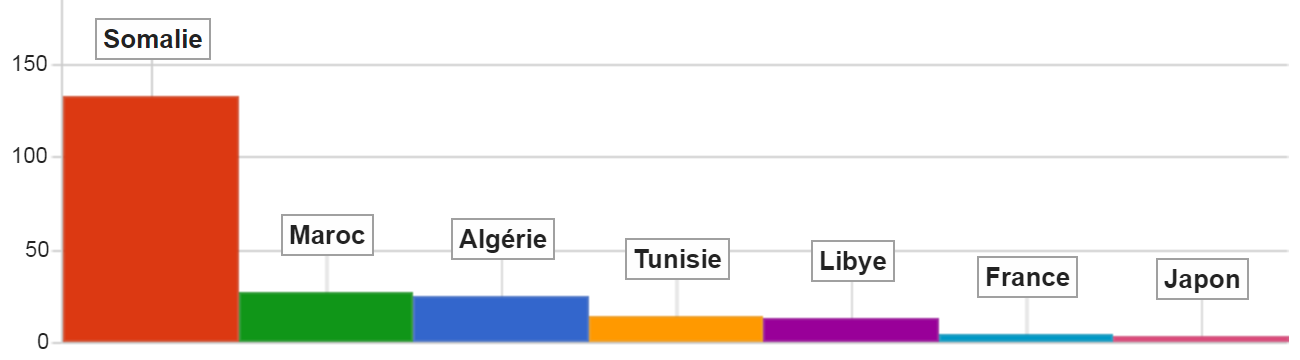 Somalie
150
100
Maroc
Algérie
50
Tunisie
Libye
France
Japon
0